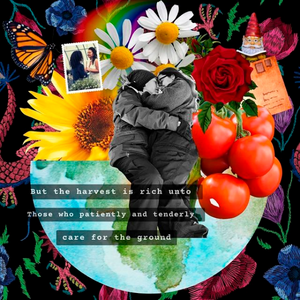 But the harvest is rich unto
Those who patiently and tenderly
care for the ground